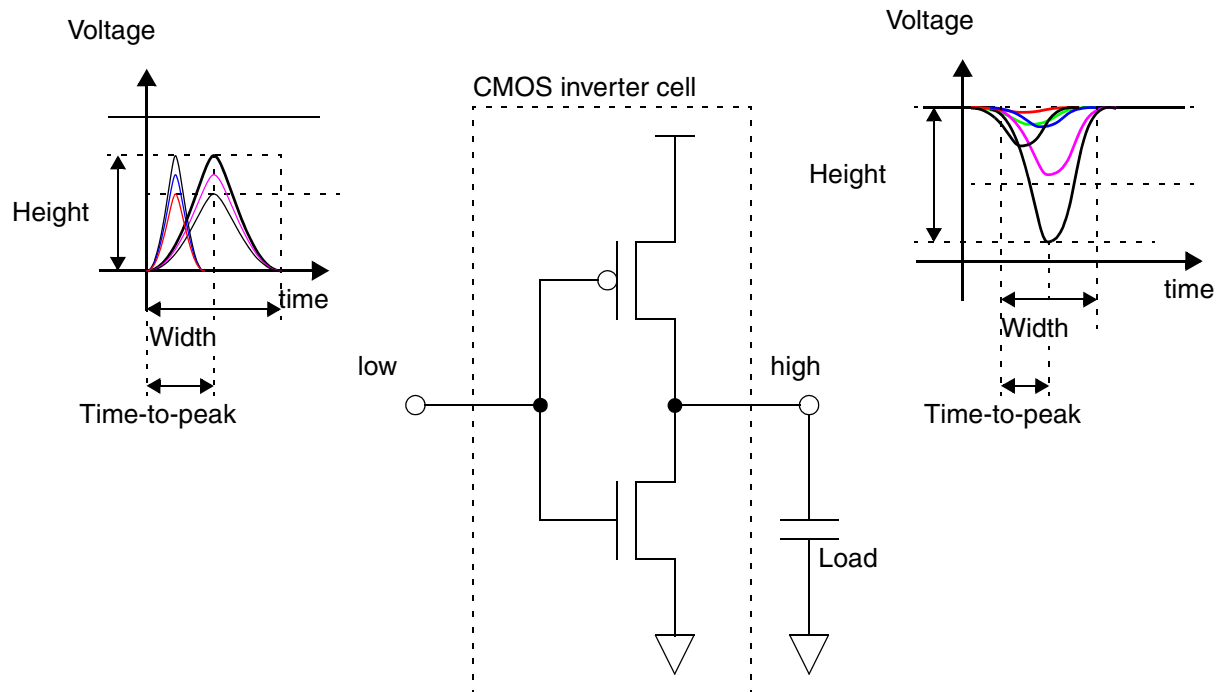 Voltage
Height
time
Width
Time-to-peak
CMOS inverter cell
low
high
Load
Voltage
Height
time
Width
Time-to-peak